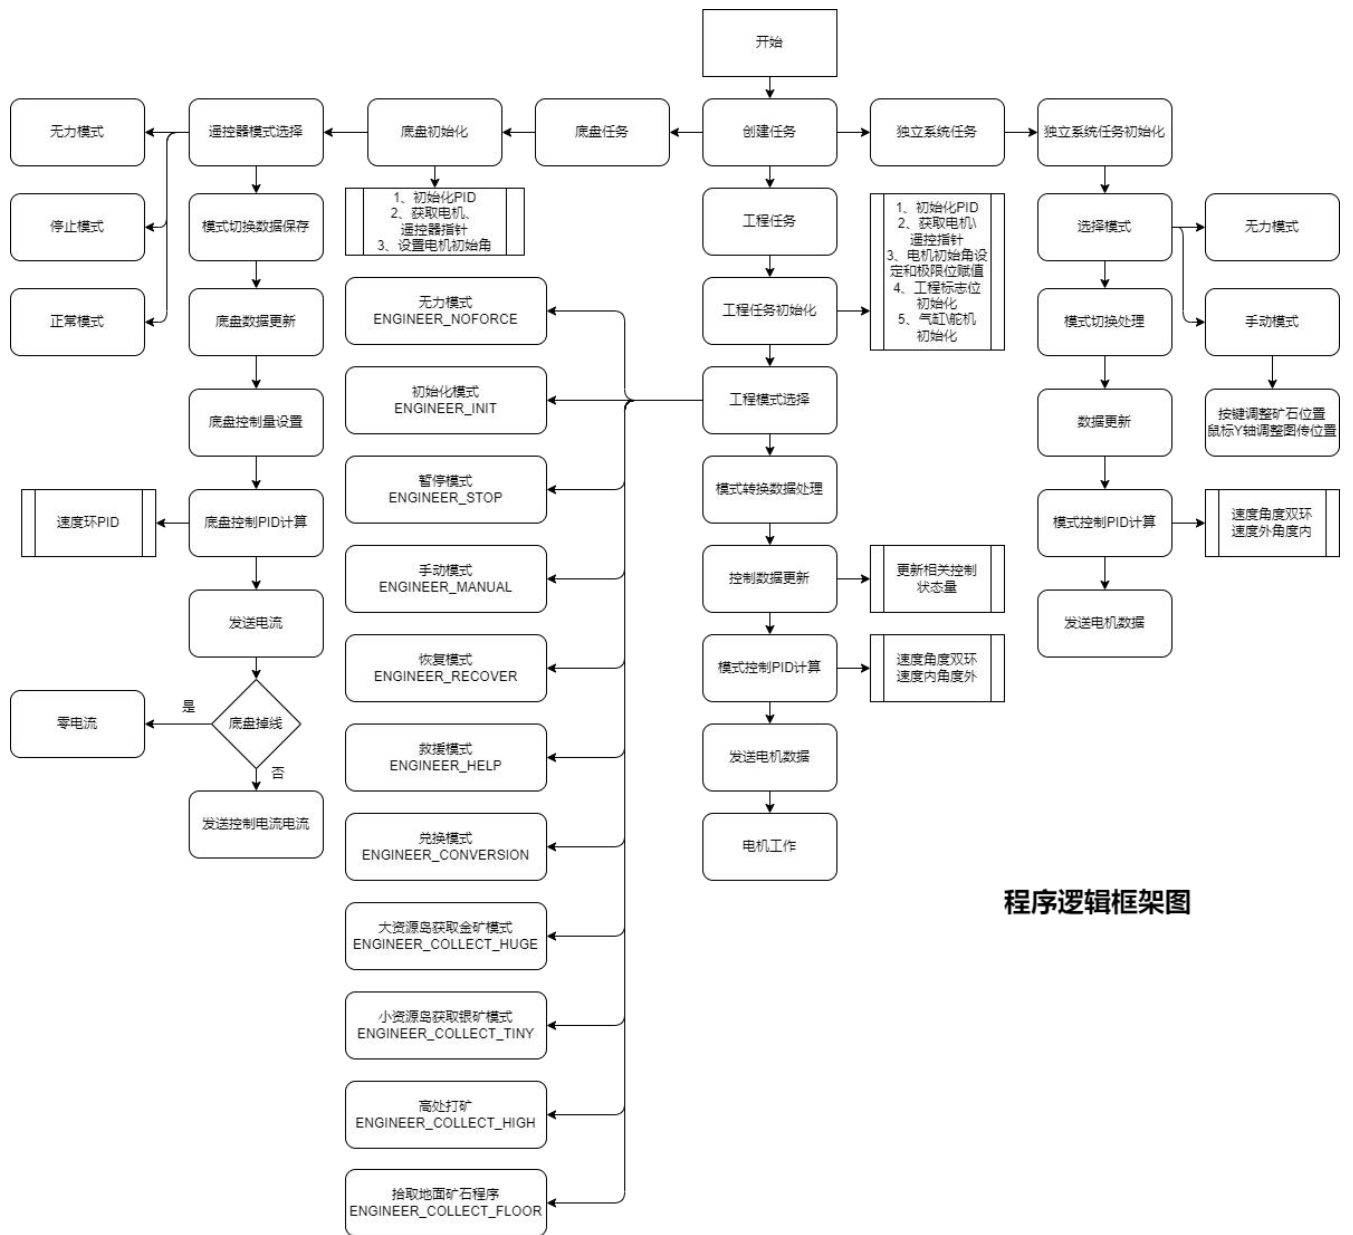 开始
无力模式
遥控器模式选择
底盘初始化
底盘任务
创建任务
独立系统任务
独立系统任务初始化
停止模式
模式切换数据保存
1、初始化PID
2、获取电机、
遥控器指针
3、设置电机初始角
工程任务
1、初始化PID
2、获取电机\
遥控指针
3、电机初始角设
定和极限位赋值
4、工程标志位
初始化
5、气缸\舵机
初始化
选择模式
无力模式
正常模式
底盘数据更新
无力模式
ENGINEER_NOFORCE
工程任务初始化
模式切换处理
手动模式
底盘控制量设置
初始化模式
ENGINEER_INIT
工程模式选择
数据更新
按键调整矿石位置
鼠标Y轴调整图传位置
速度环PID
底盘控制PID计算
暂停模式
ENGINEER_STOP
模式转换数据处理
模式控制PID计算
速度角度双环
速度外角度内
发送电流
手动模式
ENGINEER_MANUAL
控制数据更新
更新相关控制
状态量
发送电机数据
恢复模式
ENGINEER_RECOVER
模式控制PID计算
速度角度双环
速度内角度外
零电流
是
底盘掉线
否
救援模式
ENGINEER_HELP
发送电机数据
发送控制电流电流
兑换模式
ENGINEER_CONVERSION
电机工作
大资源岛获取金矿模式
ENGINEER_COLLECT_HUGE
程序逻辑框架图
小资源岛获取银矿模式
ENGINEER_COLLECT_TINY
高处打矿
ENGINEER_COLLECT_HIGH
拾取地面矿石程序
ENGINEER_COLLECT_FLOOR